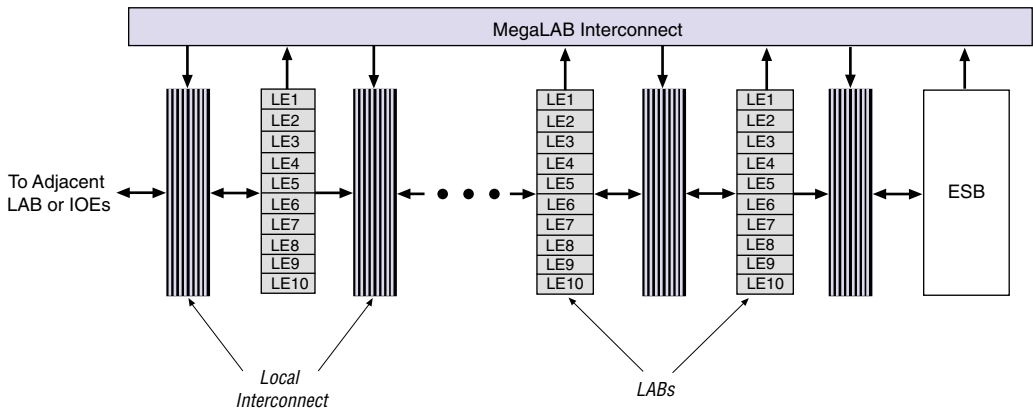 MegaLAB Interconnect
LE1
LE2
LE3
LE4
LE5
LE6
LE7
LE8
LE9
LE10
LE1
LE2
LE3
LE4
LE5
LE6
LE7
LE8
LE9
LE10
LE1
LE2
LE3
LE4
LE5
LE6
LE7
LE8
LE9
LE10
To Adjacent
LAB or IOEs
ESB
Local
Interconnect
LABs